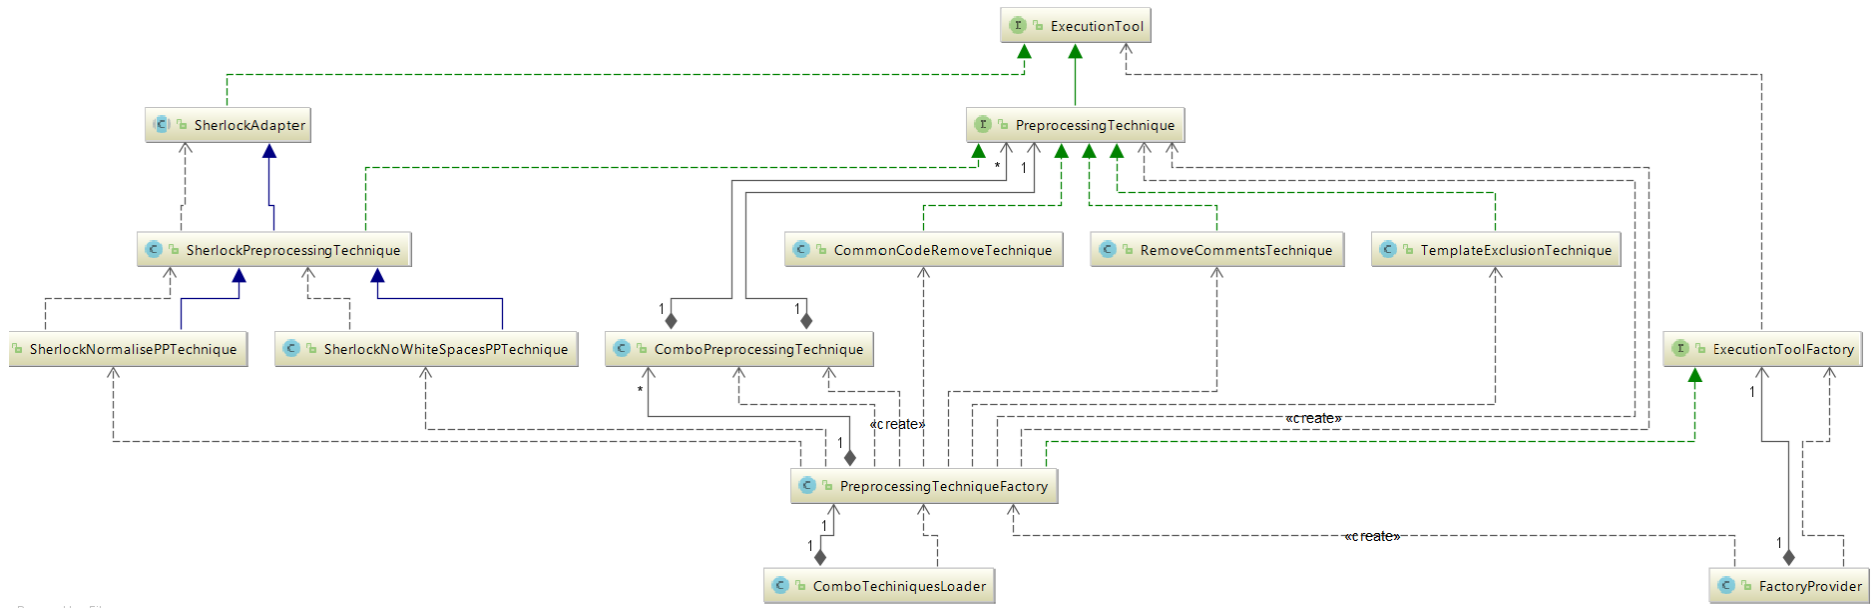 ExecutionTool
SherlockAdapter
PreprocessingTechnique
*
1
SherlockPreprocessingTechnique
CommonCodeRemoveTechnique
RemoveCommentsTechnique
TemplateExclusionTechnique
1
1
SherlockNormalisePPTechnique
SherlockNoWhiteSpacesPPTechnique
ComboPreprocessingTechnique
ExecutionToolFactory
*
1
«create»
«create»
1
PreprocessingTechniqueFactory
1
«create»
1
1
ComboTechiniquesLoader
FactoryProvider